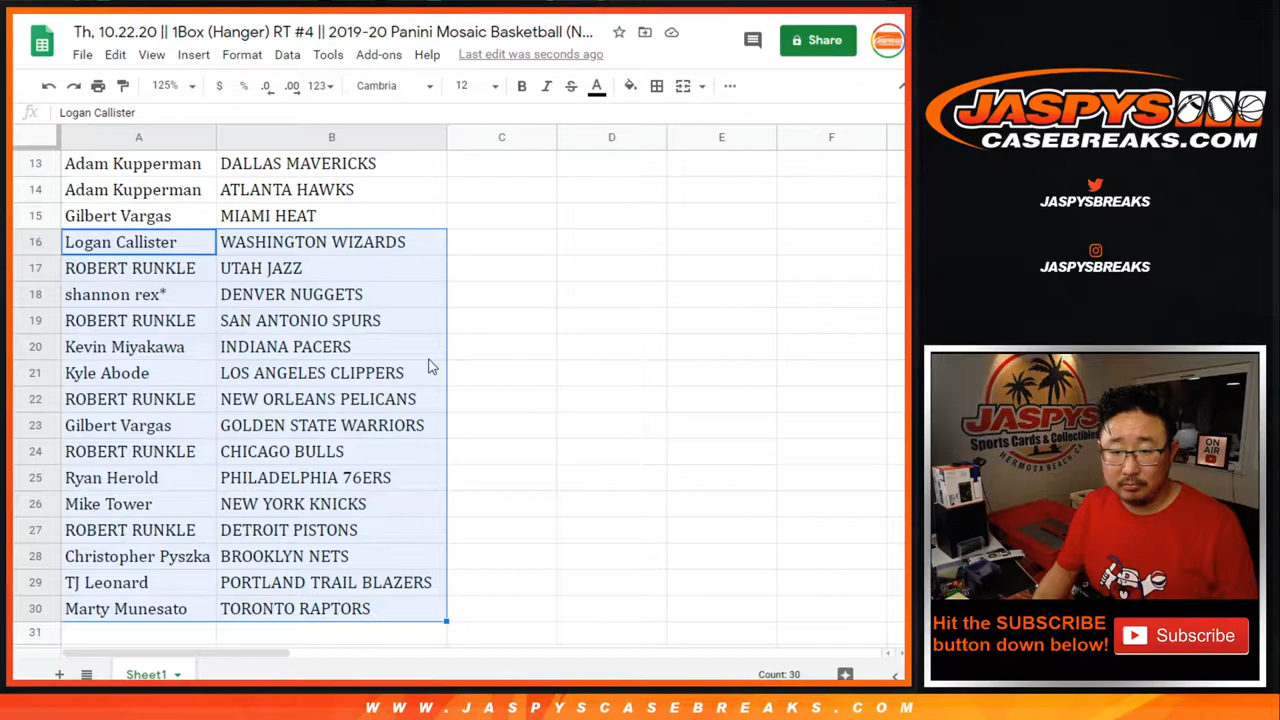 Th, 10.22.20 || 1Box (Hanger) RT #4 || 2019-20 Panini Mosaic Basketball (N...
File Edit View Insert Format Data Tools Add-ons Help Last edit was seconds ago
Share
125% $ % .0 .00 123 Cambria 12 B I S A
fx Logan Callister
A B C D E F
13 Adam Kupperman DALLAS MAVERICKS
14 Adam Kupperman ATLANTA HAWKS
15 Gilbert Vargas MIAMI HEAT
16 Logan Callister WASHINGTON WIZARDS
17 ROBERT RUNKLE UTAH JAZZ
18 shannon rex* DENVER NUGGETS
19 ROBERT RUNKLE SAN ANTONIO SPURS
20 Kevin Miyakawa INDIANA PACERS
21 Kyle Abode LOS ANGELES CLIPPERS
22 ROBERT RUNKLE NEW ORLEANS PELICANS
23 Gilbert Vargas GOLDEN STATE WARRIORS
24 ROBERT RUNKLE CHICAGO BULLS
25 Ryan Herold PHILADELPHIA 76ERS
26 Mike Tower NEW YORK KNICKS
27 ROBERT RUNKLE DETROIT PISTONS
28 Christopher Pyszka BROOKLYN NETS
29 TJ Leonard PORTLAND TRAIL BLAZERS
30 Marty Munesato TORONTO RAPTORS
31
Sheet1 Count: 30
JASPYS
CASEBREAKS.COM
JASPYSBREAKS
JASPYSBREAKS
JASPYS
Sports Cards & Collectibles
HERMOSA BEACH, CA
ON AIR
Hit the SUBSCRIBE
button down below!
Subscribe
WWW.JASPYSCASEBREAKS.COM